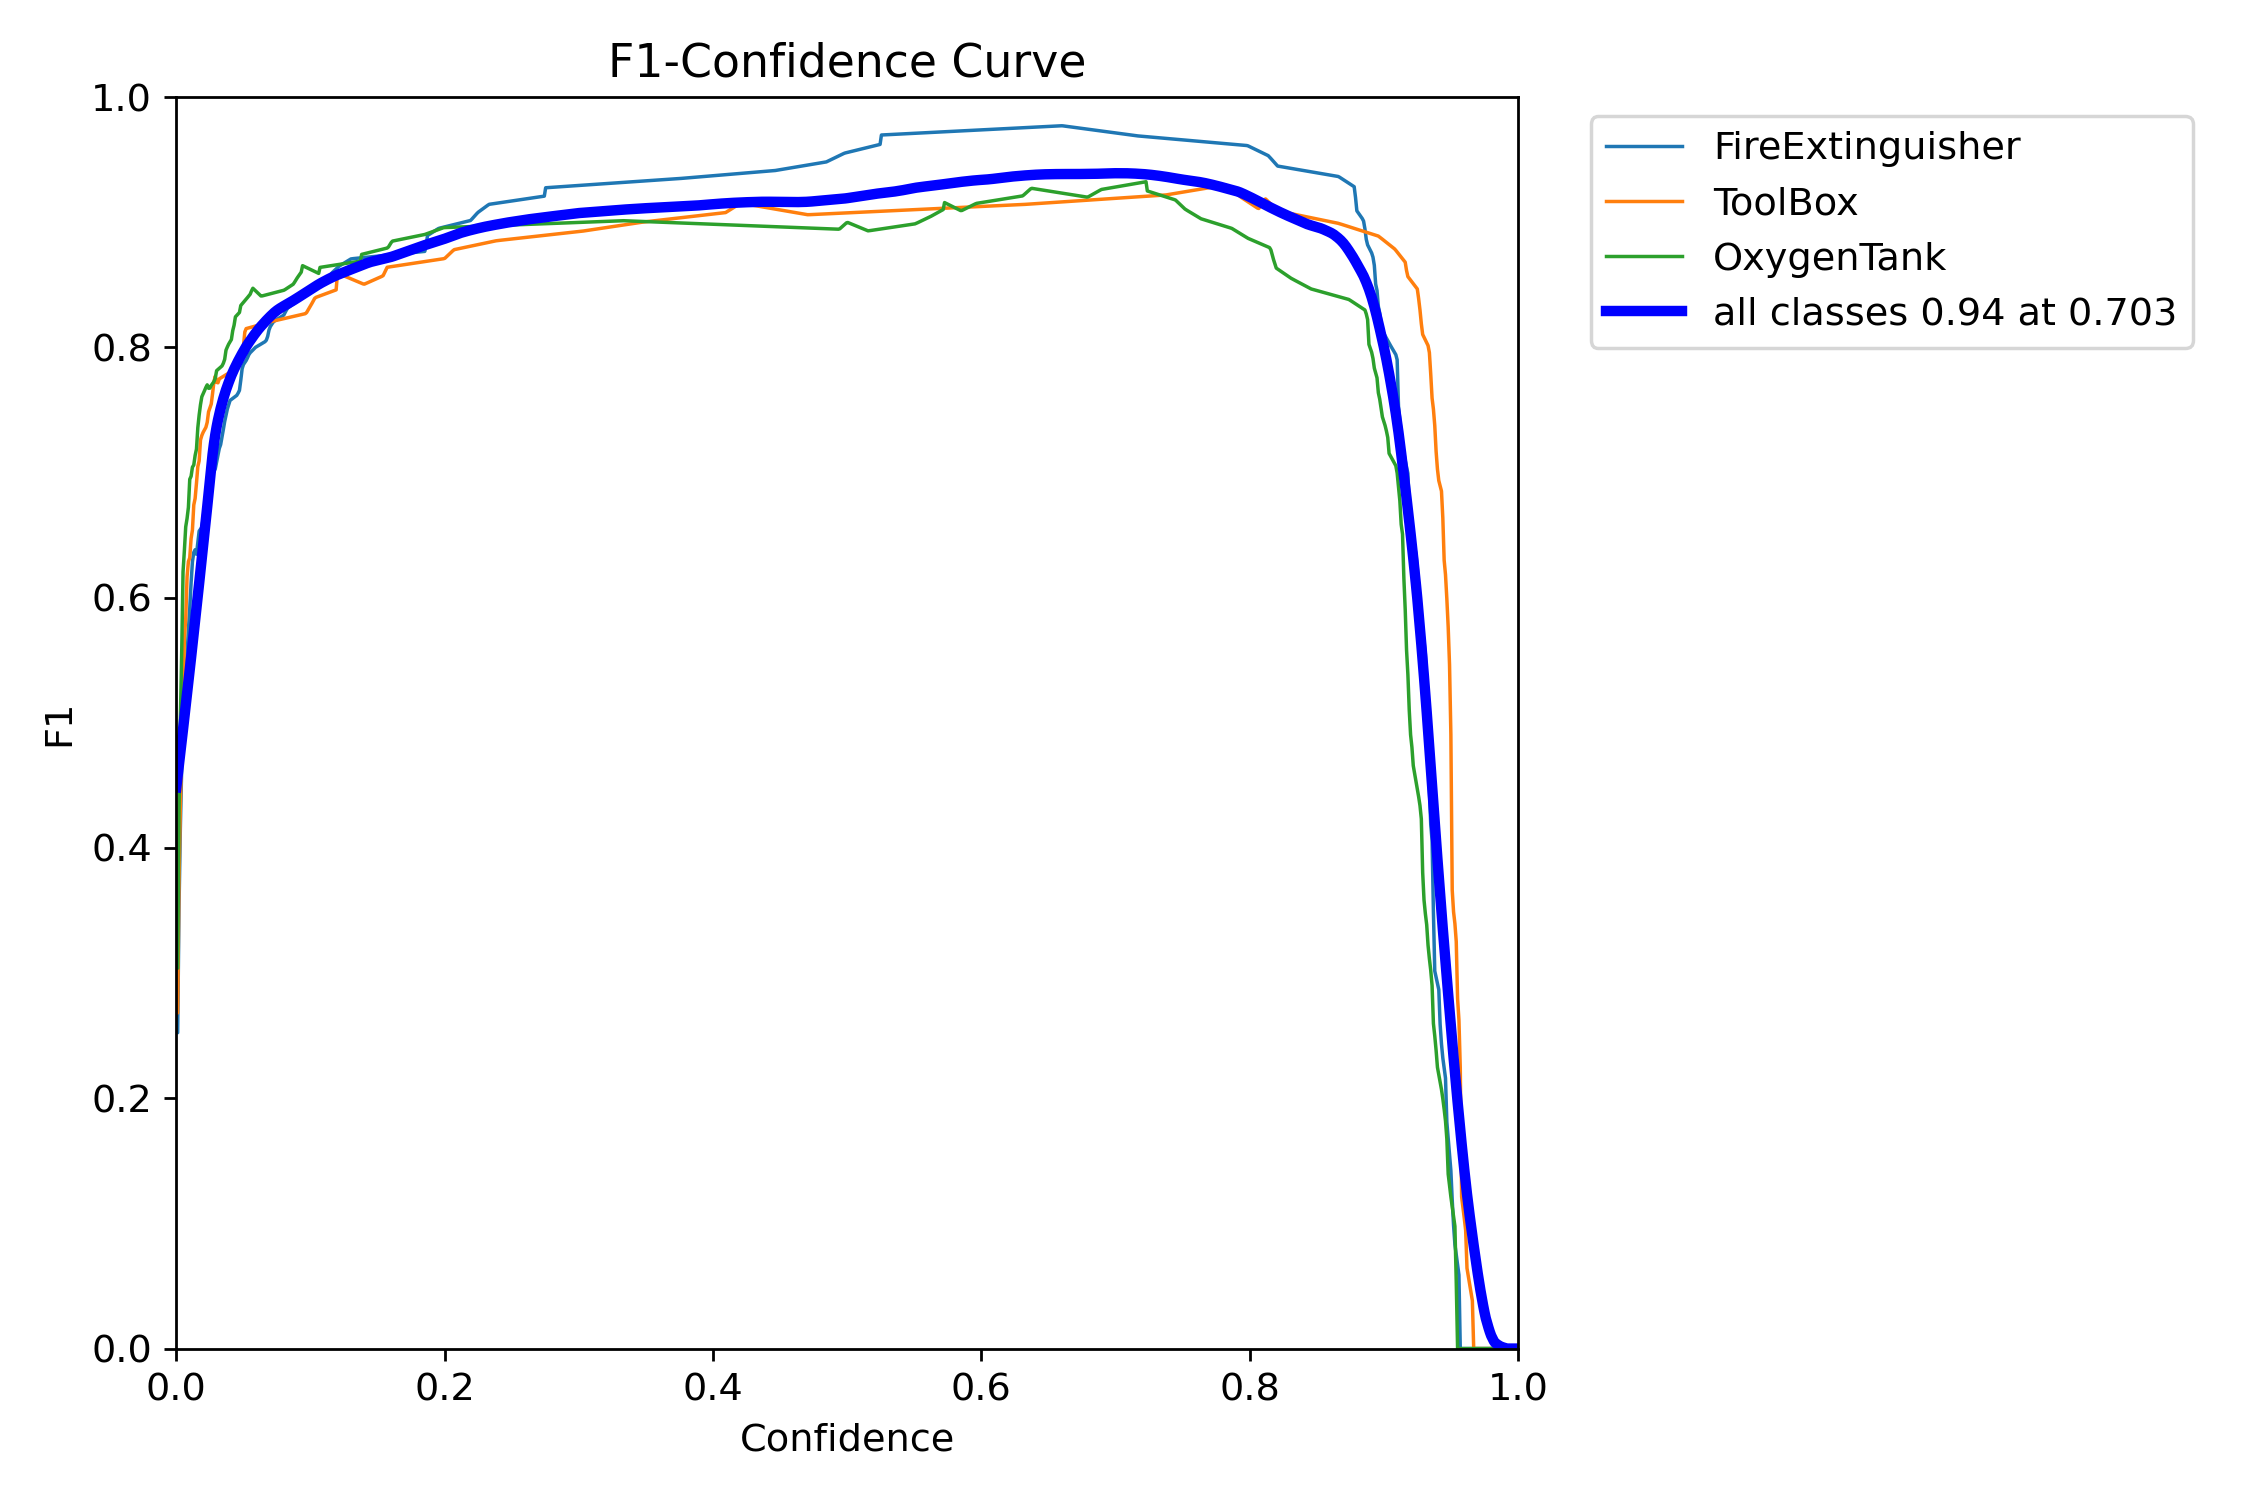 F1-Confidence Curve
1.0
0.8
0.6
0.4
0.2
0.0
F1
0.0 0.2 0.4 0.6 0.8 1.0
Confidence
FireExtinguisher
ToolBox
OxygenTank
all classes 0.94 at 0.703